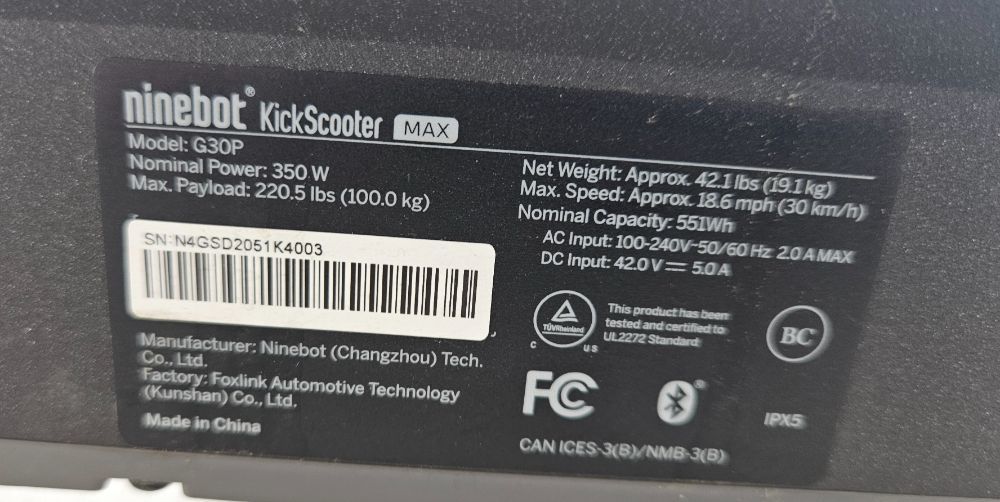 ninebot® KickScooter MAX
Model: G30P
Nominal Power: 350 W
Max. Payload: 220.5 lbs (100.0 kg)
SN:N4GSD2051K4003
Manufacturer: Ninebot (Changzhou) Tech.
Co., Ltd.
Factory: Foxlink Automotive Technology
(Kunshan) Co., Ltd.
Made in China
Net Weight: Approx. 42.1 lbs (19.1 kg)
Max. Speed: Approx. 18.6 mph (30 km/h)
Nominal Capacity: 551Wh
AC Input: 100-240V~50/60 Hz 2.0 A MAX
DC Input: 42.0 V ⎓ 5.0 A
TÜVRheinland
C US
This product has been
tested and certified to
UL2272 Standard
BC
FC
IPX5
CAN ICES-3(B)/NMB-3(B)